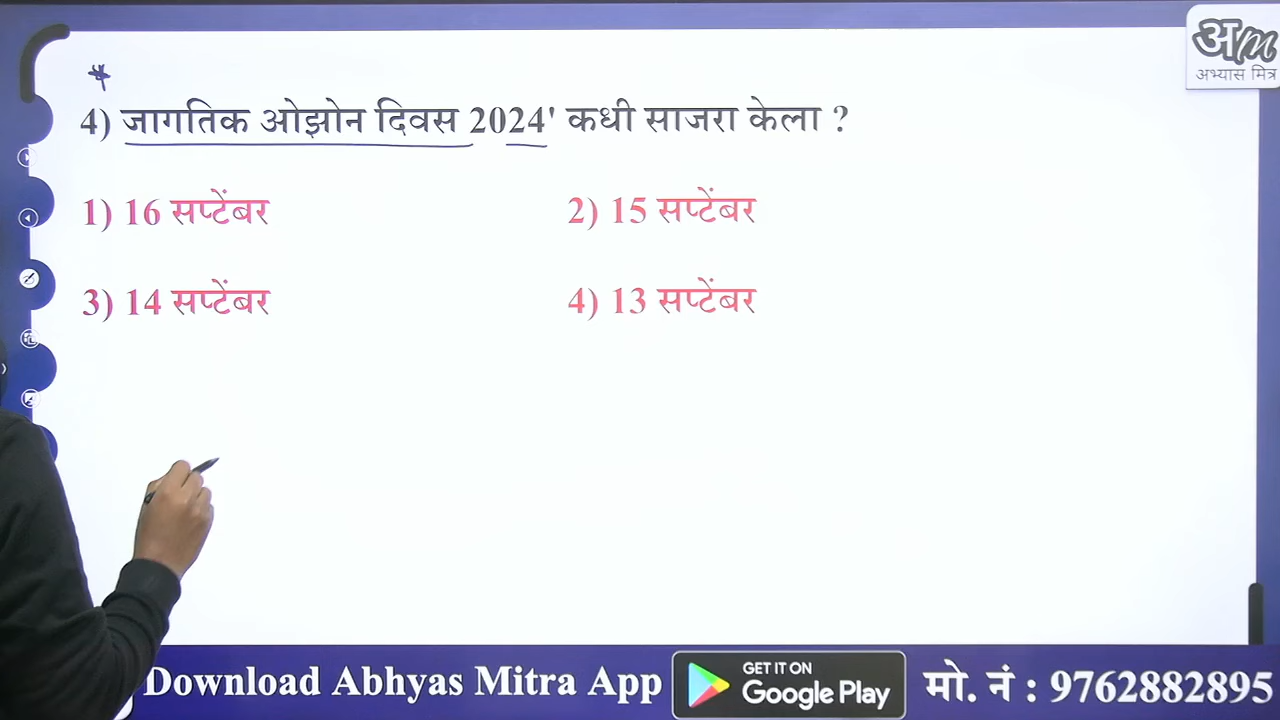 अm
अभ्यास मित्र
4) जागतिक ओझोन दिवस 2024' कधी साजरा केला ?
1) 16 सप्टेंबर
2) 15 सप्टेंबर
3) 14 सप्टेंबर
4) 13 सप्टेंबर
Download Abhyas Mitra App
GET IT ON
Google Play
मो. नं : 9762882895